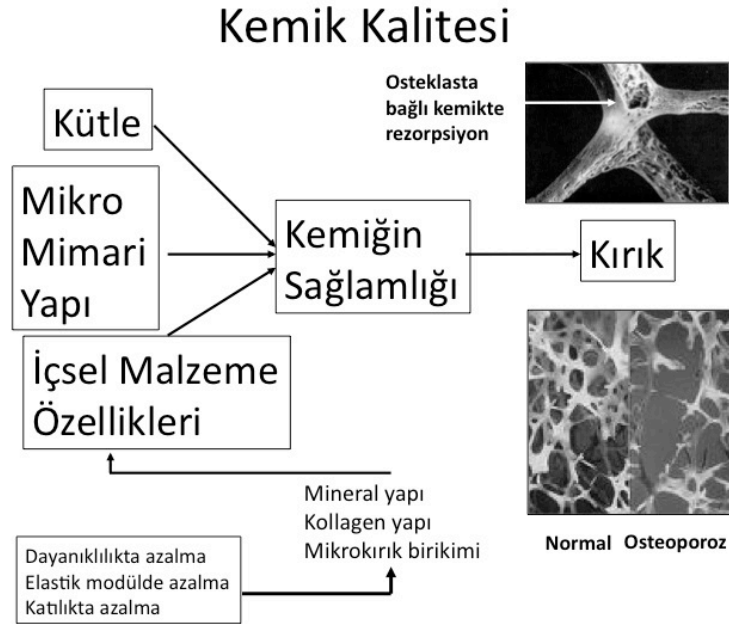 Kemik Kalitesi
Kütle
Mikro
Mimari
Yapı
İçsel Malzeme
Özellikleri
Kemiğin
Sağlamlığı
Kırık
Osteklasta
bağlı kemikte
rezorpsiyon
Mineral yapı
Kollagen yapı
Mikrokırık birikimi
Dayanıklılıkta azalma
Elastik modülde azalma
Katılıkta azalma
Normal Osteoporoz